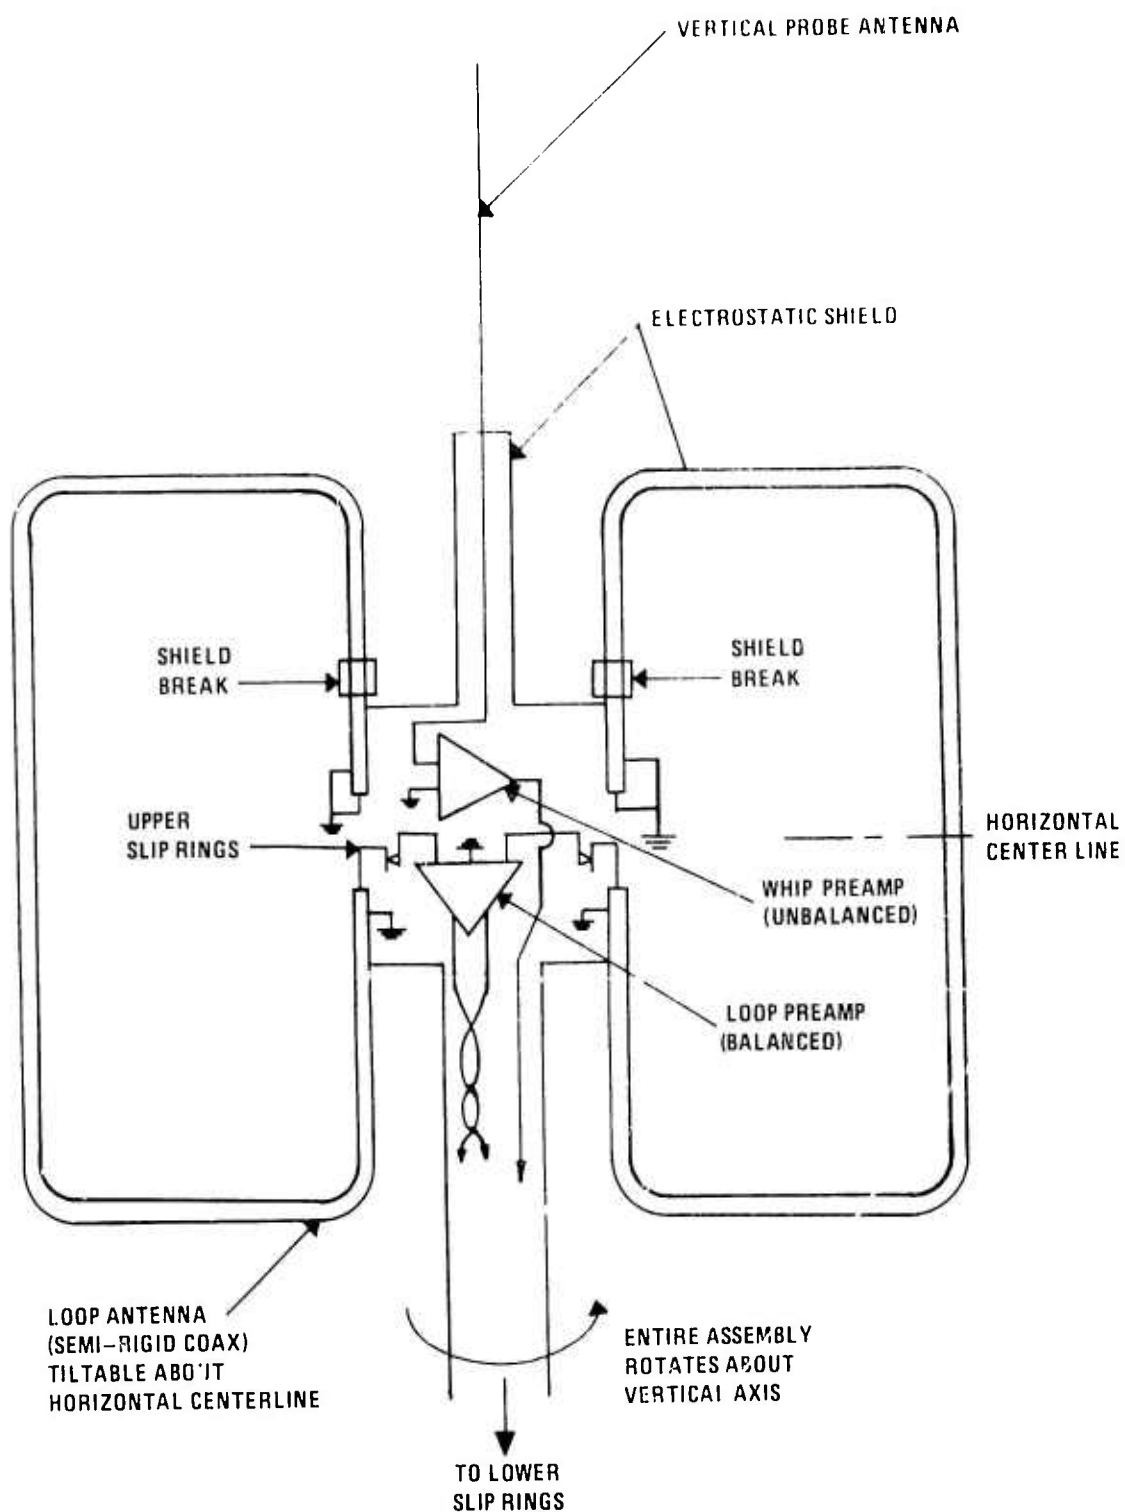 VERTICAL PROBE ANTENNA
ELECTROSTATIC SHIELD
SHIELD
BREAK
SHIELD
BREAK
UPPER
SLIP RINGS
HORIZONTAL
CENTER LINE
WHIP PREAMP
(UNBALANCED)
LOOP PREAMP
(BALANCED)
LOOP ANTENNA
(SEMI-RIGID COAX)
TILTABLE ABOUT
HORIZONTAL CENTERLINE
ENTIRE ASSEMBLY
ROTATES ABOUT
VERTICAL AXIS
TO LOWER
SLIP RINGS